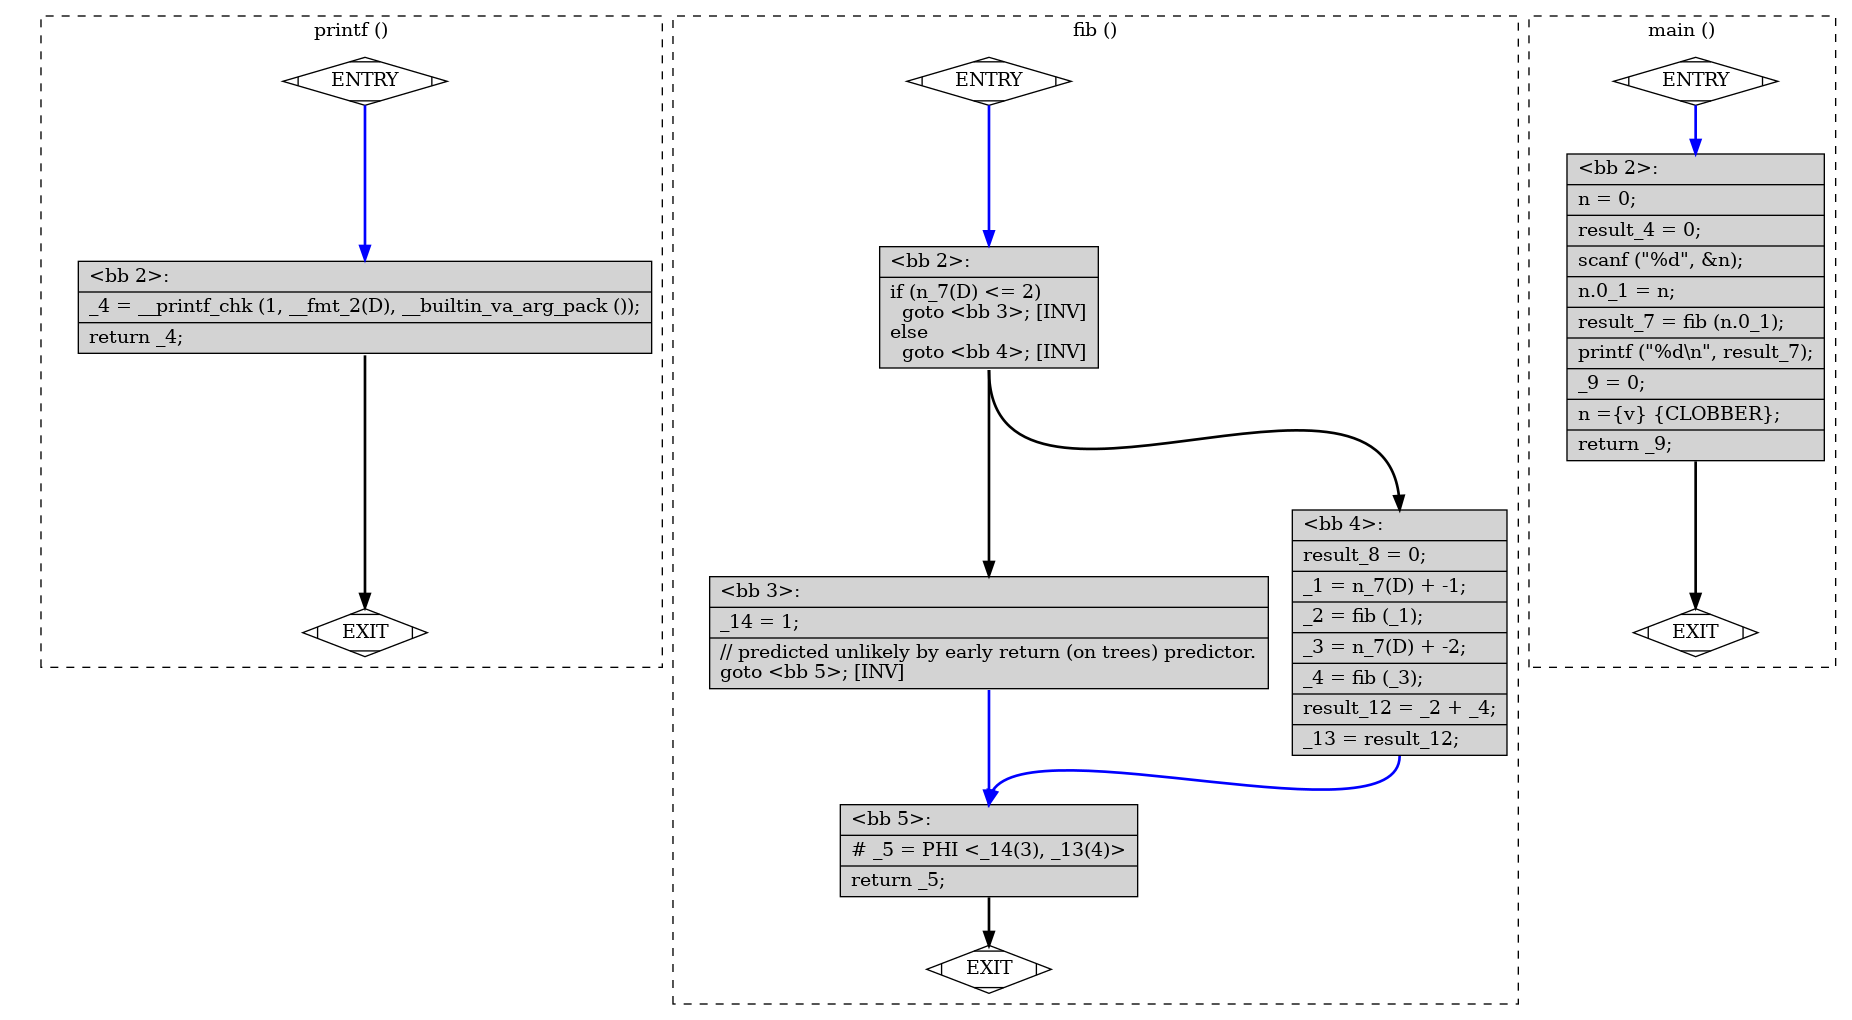 printf ()
ENTRY
<bb 2>:
_4 = __printf_chk (1, __fmt_2(D), __builtin_va_arg_pack ());
return _4;
EXIT
fib ()
ENTRY
<bb 2>:
if (n_7(D) <= 2)
goto <bb 3>; [INV]
else
goto <bb 4>; [INV]
<bb 3>:
_14 = 1;
// predicted unlikely by early return (on trees) predictor.
goto <bb 5>; [INV]
<bb 4>:
result_8 = 0;
_1 = n_7(D) + -1;
_2 = fib (_1);
_3 = n_7(D) + -2;
_4 = fib (_3);
result_12 = _2 + _4;
_13 = result_12;
<bb 5>:
# _5 = PHI <_14(3), _13(4)>
return _5;
EXIT
main ()
ENTRY
<bb 2>:
n = 0;
result_4 = 0;
scanf ("%d", &n);
n.0_1 = n;
result_7 = fib (n.0_1);
printf ("%d\n", result_7);
_9 = 0;
n ={v} {CLOBBER};
return _9;
EXIT